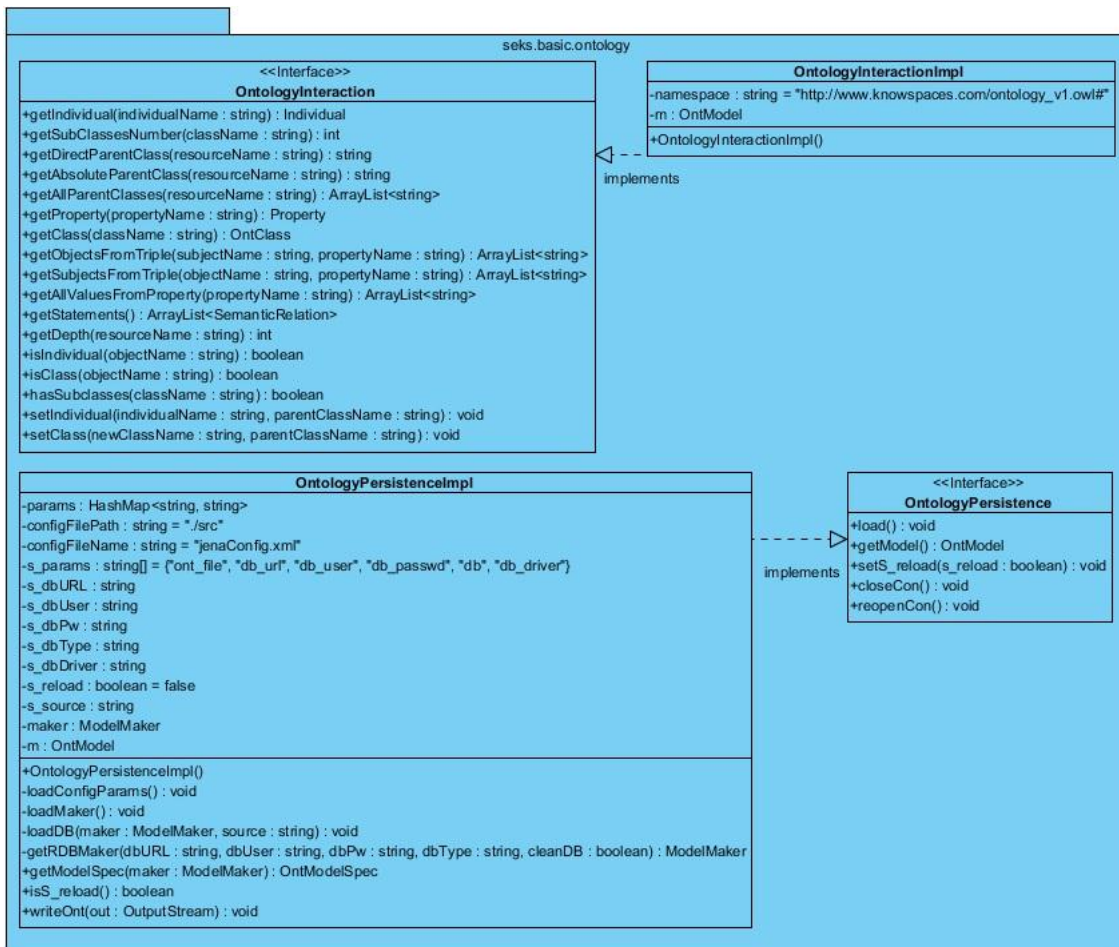 seks.basic.ontology
<<Interface>>
OntologyInteraction
+getIndividual(individualName : string) : Individual
+getSubClassesNumber(className : string) : int
+getDirectParentClass(resourceName : string) : string
+getAbsoluteParentClass(resourceName : string) : string
+getAllParentClasses(resourceName : string) : ArrayList<string>
+getProperty(propertyName : string) : Property
+getClass(className : string) : OntClass
+getObjectsFromTriple(subjectName : string, propertyName : string) : ArrayList<string>
+getSubjectsFromTriple(objectName : string, propertyName : string) : ArrayList<string>
+getAllValuesFromProperty(propertyName : string) : ArrayList<string>
+getStatements() : ArrayList<SemanticRelation>
+getDepth(resourceName : string) : int
+isIndividual(objectName : string) : boolean
+isClass(objectName : string) : boolean
+hasSubclasses(className : string) : boolean
+setIndividual(individualName : string, parentClassName : string) : void
+setClass(newClassName : string, parentClassName : string) : void
OntologyInteractionImpl
-namespace : string = "http://www.knowspaces.com/ontology_v1.owl#"
-m : OntModel
+OntologyInteractionImpl()
implements
OntologyPersistenceImpl
-params : HashMap<string, string>
-configFilePath : string = "./src"
-configFileName : string = "jenaConfig.xml"
-s_params : string[] = {"ont_file", "db_url", "db_user", "db_passwd", "db", "db_driver"}
-s_dbURL : string
-s_dbUser : string
-s_dbPw : string
-s_dbType : string
-s_dbDriver : string
-s_reload : boolean = false
-s_source : string
-maker : ModelMaker
-m : OntModel
+OntologyPersistenceImpl()
-loadConfigParams() : void
-loadMaker() : void
-loadDB(maker : ModelMaker, source : string) : void
-getRDBMaker(dbURL : string, dbUser : string, dbPw : string, dbType : string, cleanDB : boolean) : ModelMaker
+getModelSpec(maker : ModelMaker) : OntModelSpec
+isS_reload() : boolean
+writeOnt(out : OutputStream) : void
implements
<<Interface>>
OntologyPersistence
+load() : void
+getModel() : OntModel
+setS_reload(s_reload : boolean) : void
+closeCon() : void
+reopenCon() : void